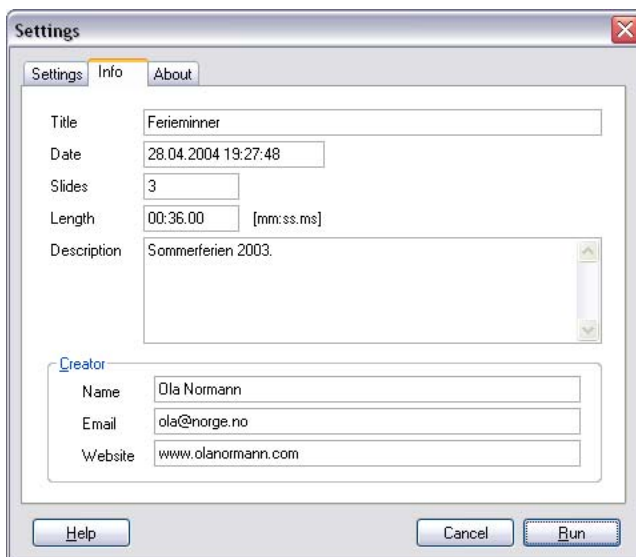 Settings
Settings Info About
Title Ferieminner
Date 28.04.2004 19:27:48
Slides 3
Length 00:36.00 [mm:ss.ms]
Description Sommerferien 2003.
Creator
Name Ola Normann
Email ola@norge.no
Website www.olanormann.com
Help Cancel Run